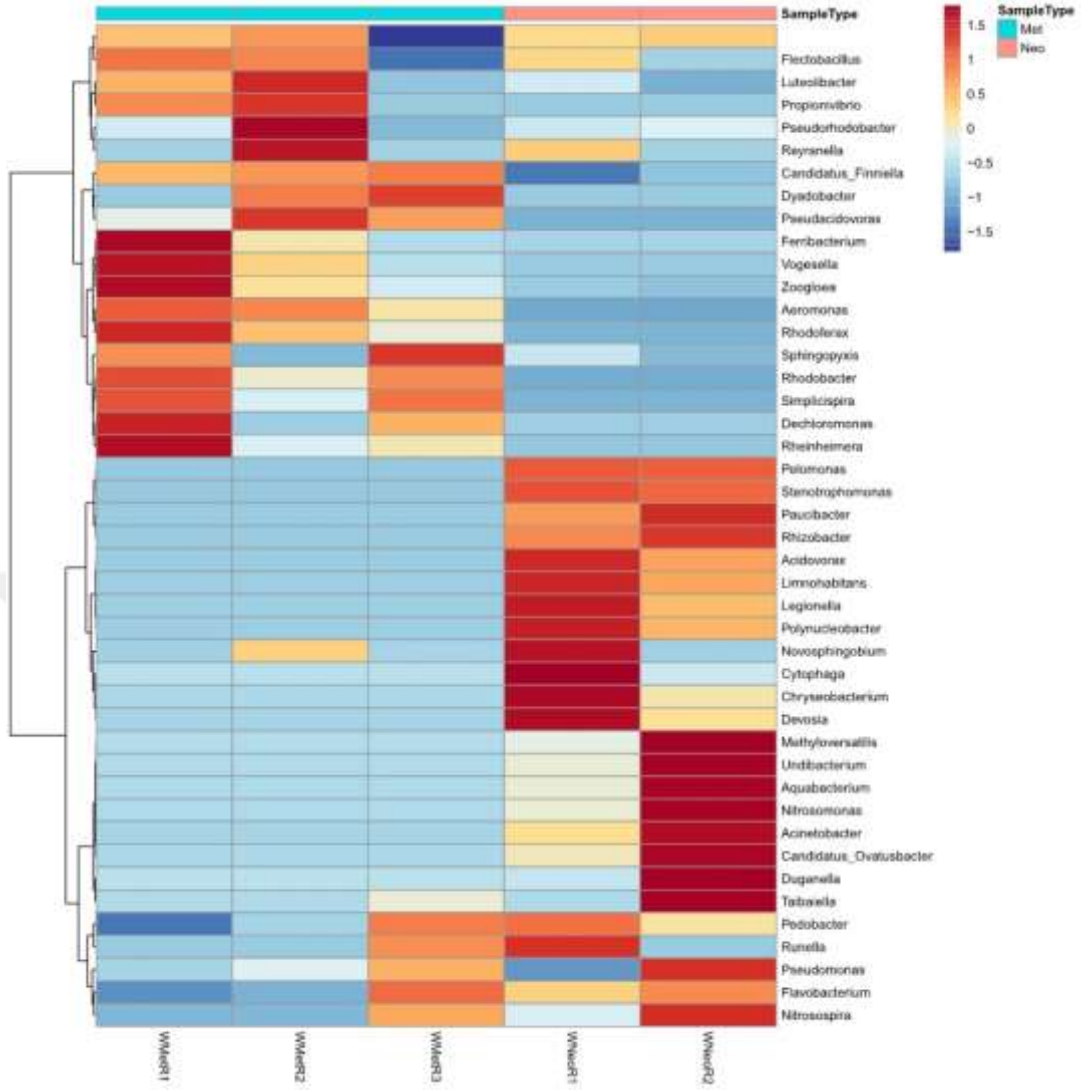 SampleType
Flectobacillus
Luteolibacter
Propionivibrio
Pseudorhodobacter
Reyranella
Candidatus_Finniella
Dyadobacter
Pseudacidovorax
Ferribacterium
Vogesella
Zoogloea
Aeromonas
Rhodoferax
Sphingopyxis
Rhodobacter
Simplicispira
Dechloromonas
Rheinheimera
Pelomonas
Stenotrophomonas
Paucibacter
Rhizobacter
Acidovorax
Limnohabitans
Legionella
Polynucleobacter
Novosphingobium
Cytophaga
Chryseobacterium
Devosia
Methyloversatilis
Undibacterium
Aquabacterium
Nitrosomonas
Acinetobacter
Candidatus_Ovatusbacter
Duganella
Taibaiella
Pedobacter
Runella
Pseudomonas
Flavobacterium
Nitrosospira
WMetR1 WMetR2 WMetR3 WNeoR1 WNeoR2
1.5
1
0.5
0
−0.5
−1
−1.5
SampleType
Met
Neo